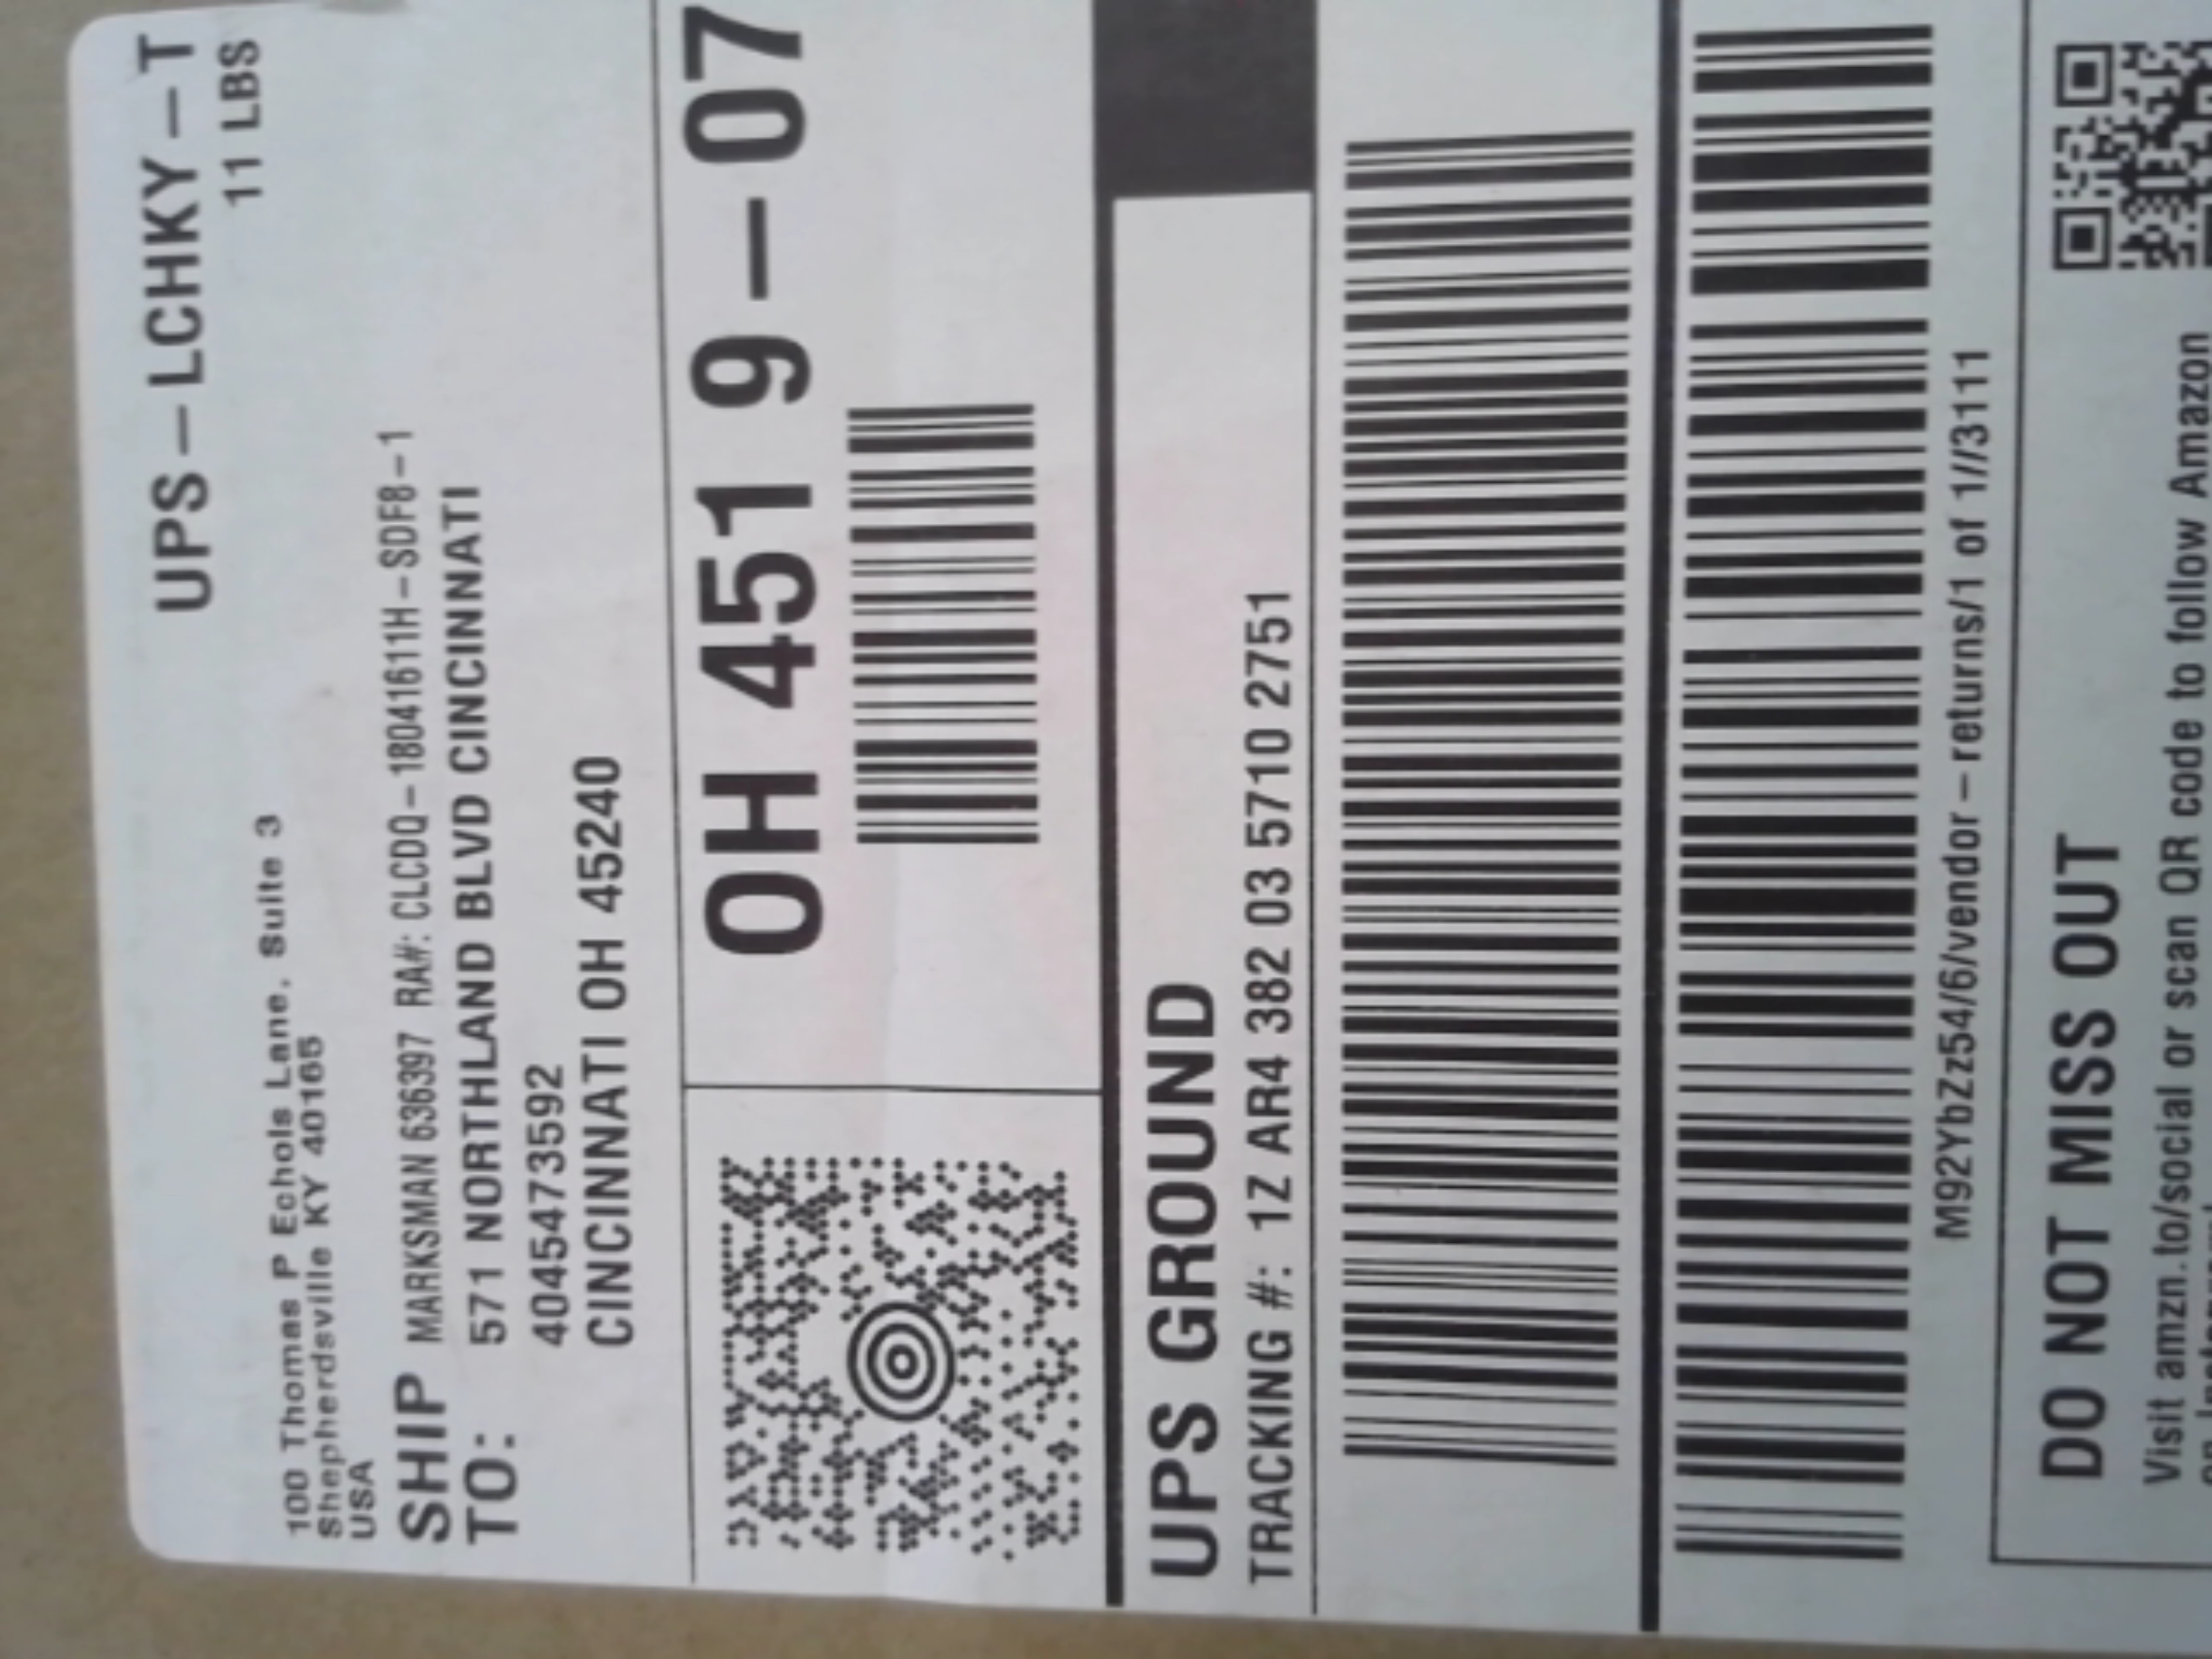 UPS-LCHKY-T
11 LBS
100 Thomas P Echols Lane, Suite 3
Shepherdsville KY 40165
USA
SHIP TO:
MARKSMAN 636397 RA#: CLCDQ-18041611H-SDF8-1
571 NORTHLAND BLVD CINCINNATI
4045473592
CINCINNATI OH 45240
OH 451 9-07
UPS GROUND
TRACKING #: 1Z AR4 382 03 5710 2751
M92YbZz54/6/vendor-returns/1 of 1//3111
DO NOT MISS OUT
Visit amzn.to/social or scan QR code to follow Amazon